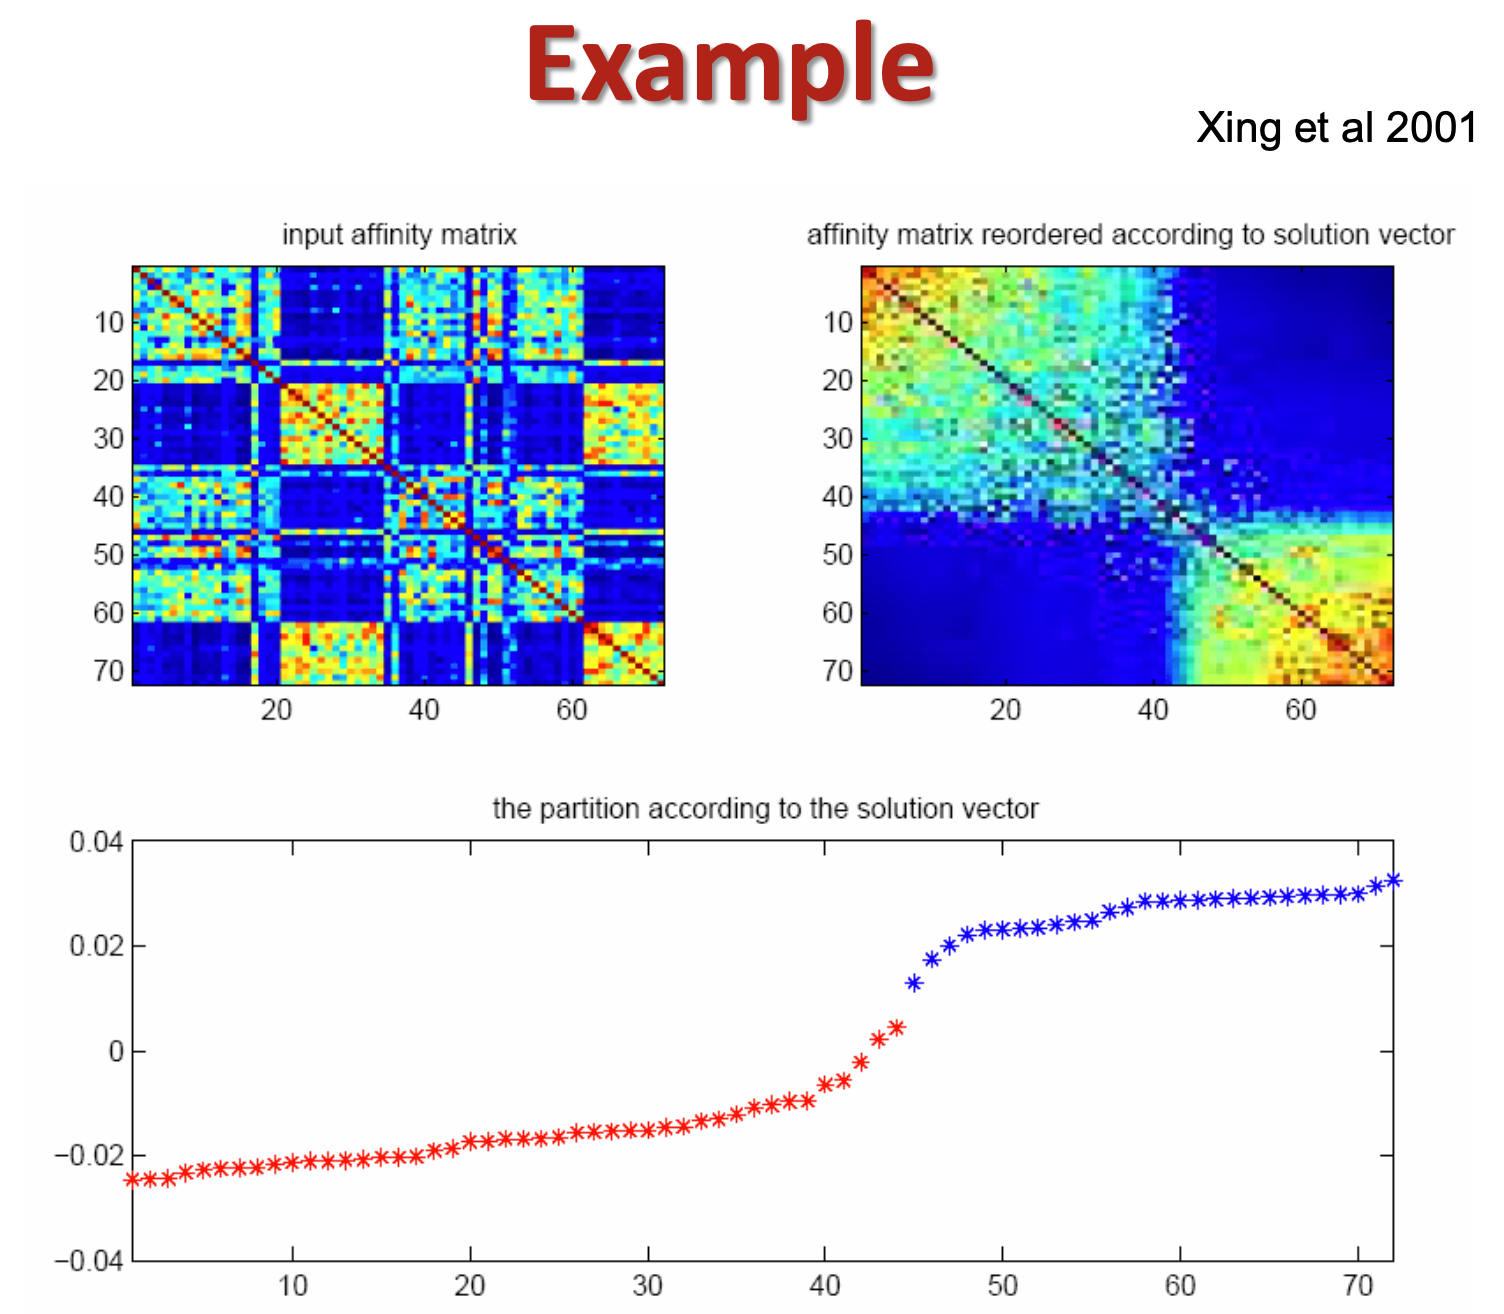 Example
Xing et al 2001
input affinity matrix
10
20
30
40
50
60
70
20 40 60
affinity matrix reordered according to solution vector
10
20
30
40
50
60
70
20 40 60
the partition according to the solution vector
0.04
0.02
0
−0.02
−0.04
10 20 30 40 50 60 70